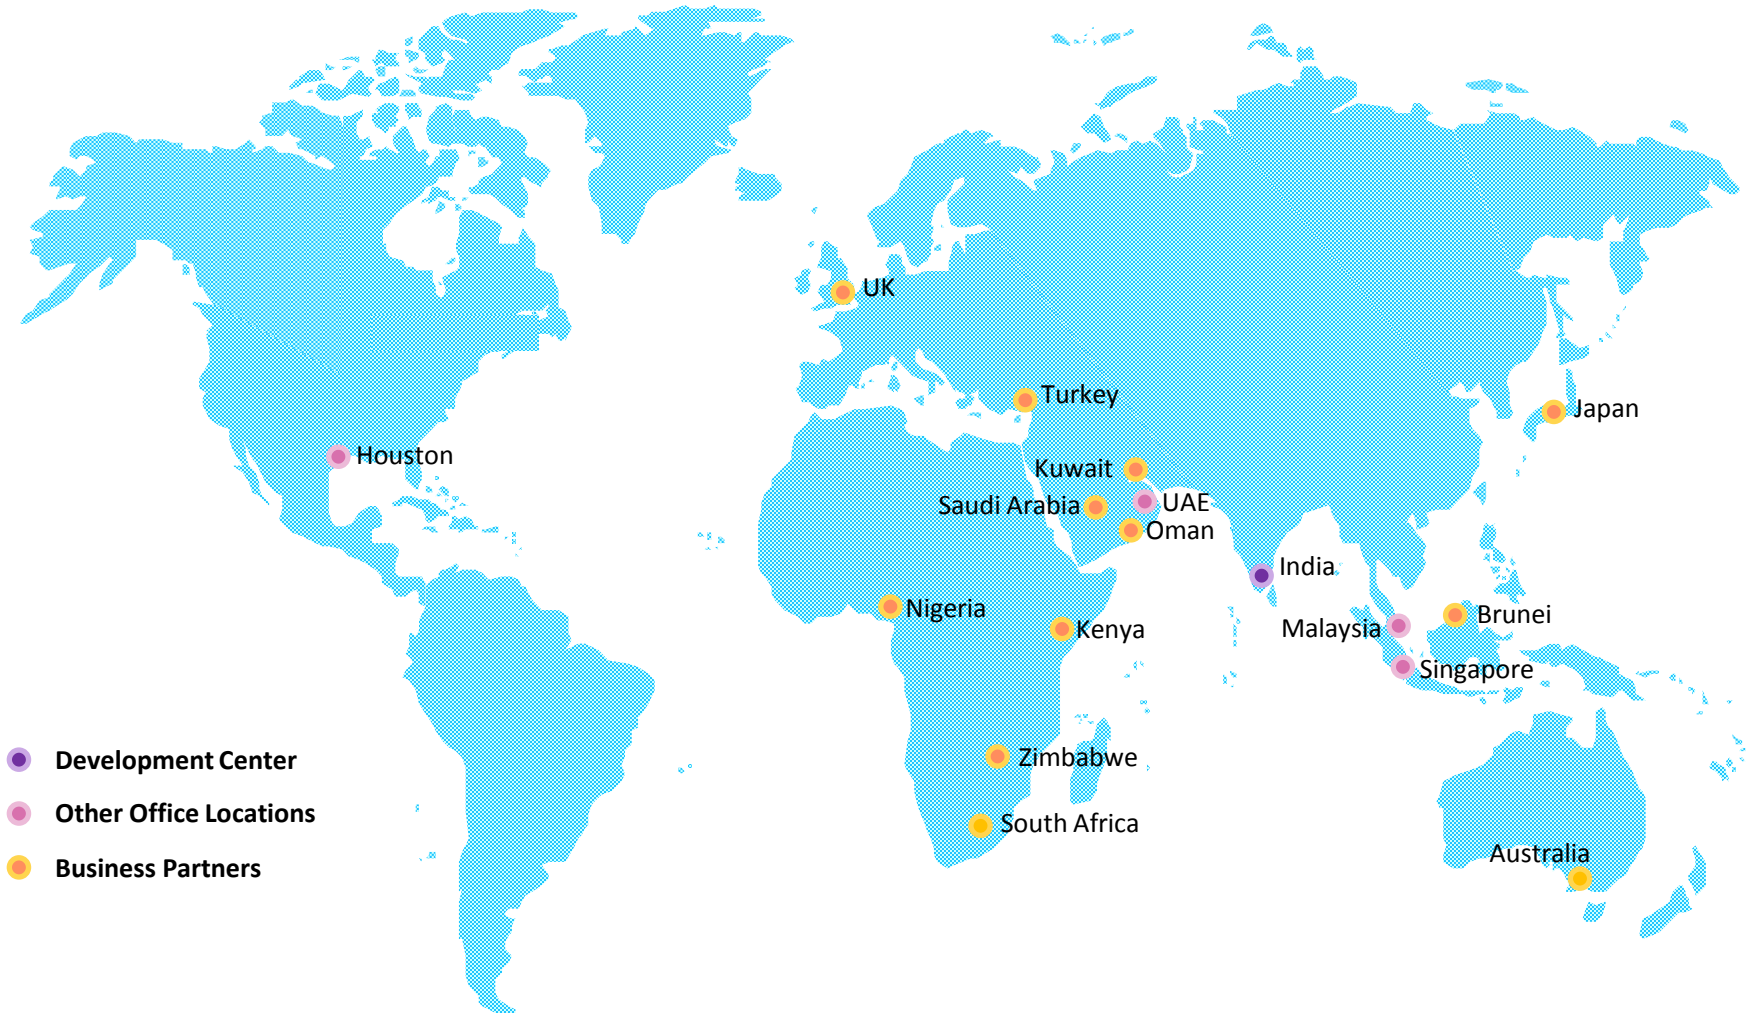 UK
Turkey
Japan
Houston
Kuwait
UAE
Saudi Arabia
Oman
India
Nigeria
Kenya
Brunei
Malaysia
Singapore
Zimbabwe
South Africa
Australia
Development Center
Other Office Locations
Business Partners